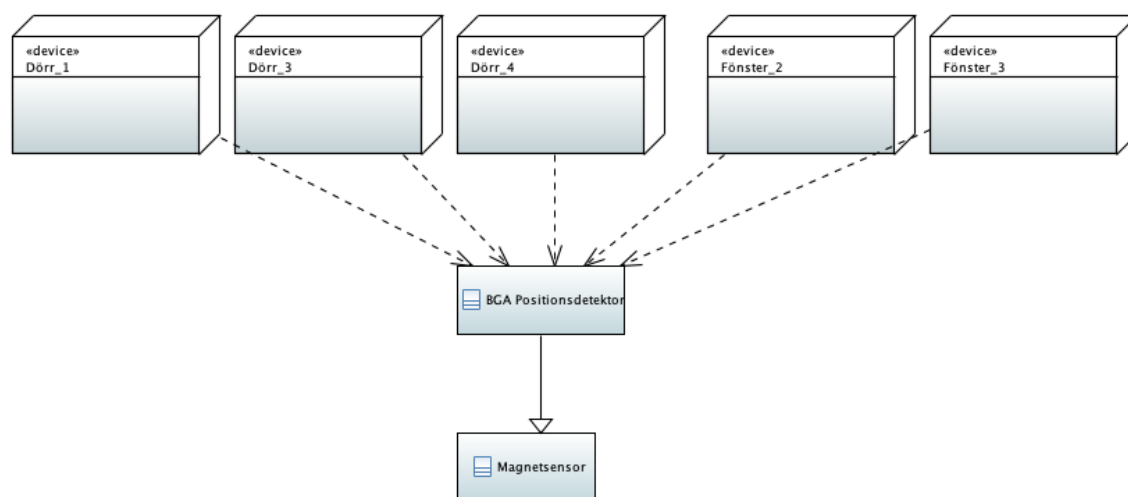 «device»
Dörr_1
«device»
Dörr_3
«device»
Dörr_4
«device»
Fönster_2
«device»
Fönster_3
BGA Positionsdetektor
Magnetsensor